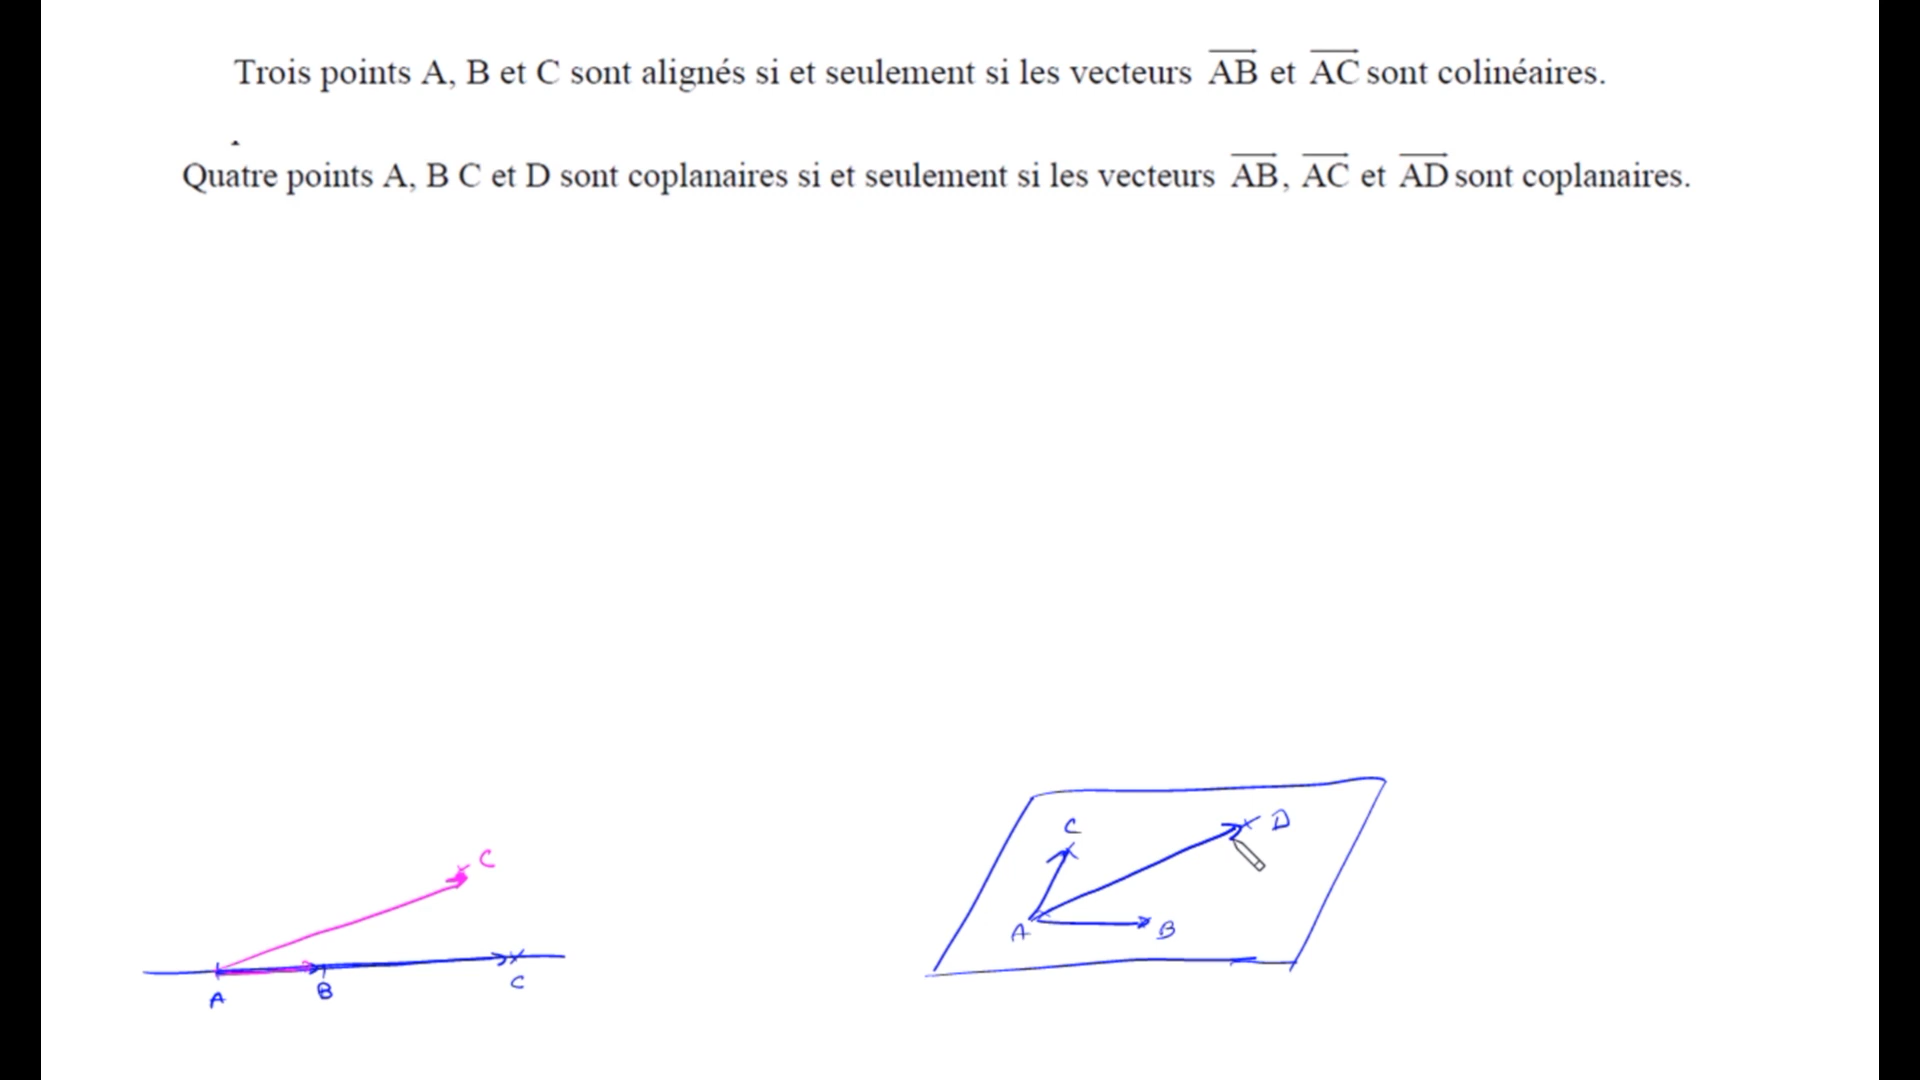 Trois points A, B et C sont alignés si et seulement si les vecteurs AB et AC sont colinéaires.
Quatre points A, B C et D sont coplanaires si et seulement si les vecteurs AB, AC et AD sont coplanaires.
C
A
B
C
C
D
A
B